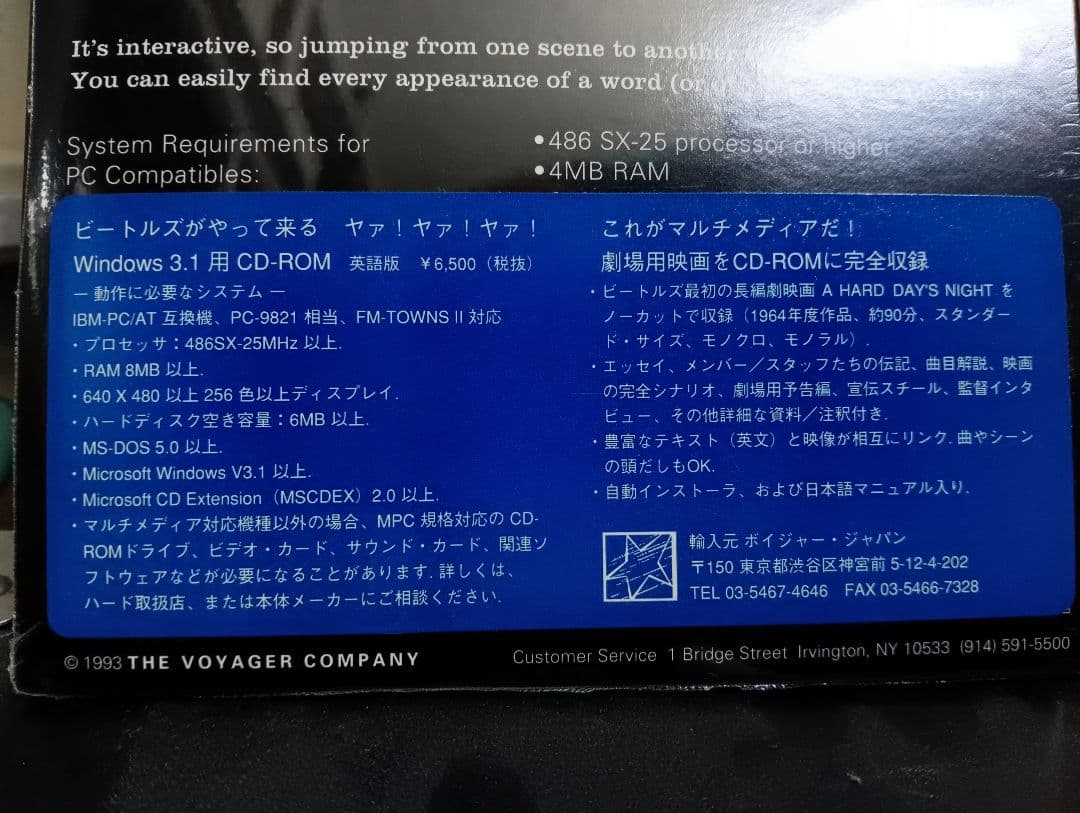 It's interactive, so jumping from one scene to another
You can easily find every appearance of a word (or
System Requirements for
PC Compatibles:
•486 SX-25 processor or higher
•4MB RAM
ビートルズがやって来る　ヤァ！ヤァ！ヤァ！
Windows 3.1 用 CD-ROM　英語版　￥6,500（税抜）
― 動作に必要なシステム ―
IBM-PC/AT 互換機、PC-9821 相当、FM-TOWNS II 対応
・プロセッサ：486SX-25MHz 以上.
・RAM 8MB 以上.
・640 X 480 以上 256 色以上ディスプレイ.
・ハードディスク空き容量：6MB 以上.
・MS-DOS 5.0 以上.
・Microsoft Windows V3.1 以上.
・Microsoft CD Extension（MSCDEX）2.0 以上.
・マルチメディア対応機種以外の場合、MPC 規格対応の CD-
ROMドライブ、ビデオ・カード、サウンド・カード、関連ソ
フトウェアなどが必要になることがあります. 詳しくは、
ハード取扱店、または本体メーカーにご相談ください.
これがマルチメディアだ！
劇場用映画をCD-ROMに完全収録
・ビートルズ最初の長編劇映画 A HARD DAY'S NIGHT を
ノーカットで収録（1964年度作品、約90分、スタンダー
ド・サイズ、モノクロ、モノラル）.
・エッセイ、メンバー／スタッフたちの伝記、曲目解説、映画
の完全シナリオ、劇場用予告編、宣伝スチール、監督インタ
ビュー、その他詳細な資料／注釈付き.
・豊富なテキスト（英文）と映像が相互にリンク. 曲やシーン
の頭だしもOK.
・自動インストーラ、および日本語マニュアル入り.
輸入元 ボイジャー・ジャパン
〒150 東京都渋谷区神宮前 5-12-4-202
TEL 03-5467-4646　FAX 03-5466-7328
© 1993 THE VOYAGER COMPANY
Customer Service 1 Bridge Street Irvington, NY 10533 (914) 591-5500